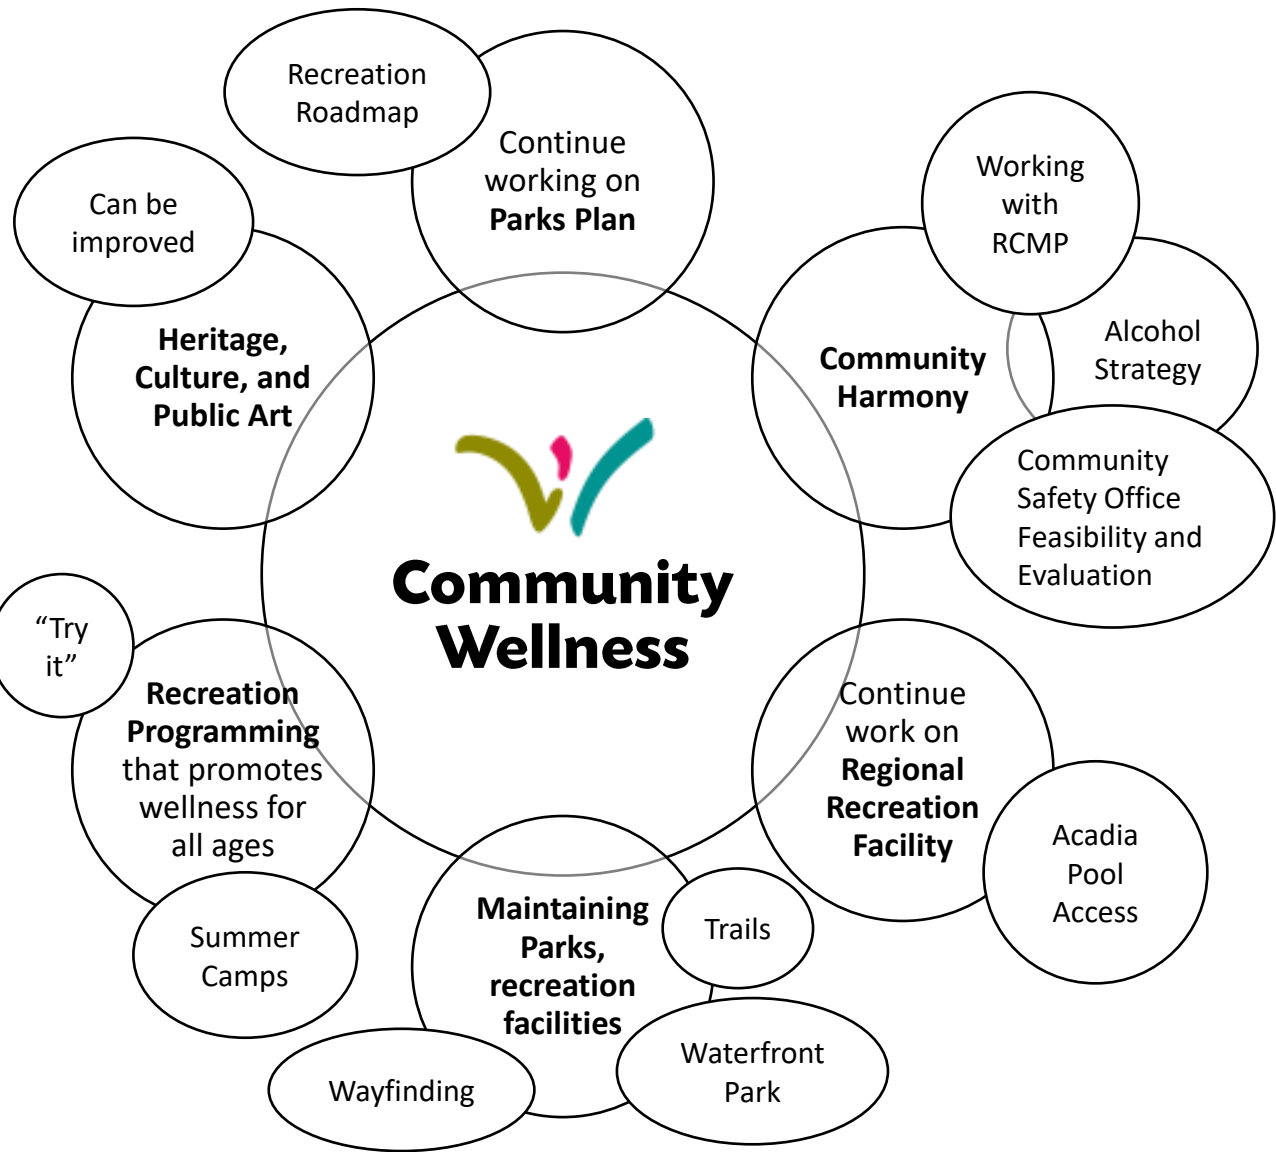 Recreation
Roadmap
Continue
working on
Parks Plan
Can be
improved
Heritage,
Culture, and
Public Art
Working
with
RCMP
Community
Harmony
Alcohol
Strategy
Community
Safety Office
Feasibility and
Evaluation
Community
Wellness
“Try
it”
Recreation
Programming
that promotes
wellness for
all ages
Summer
Camps
Continue
work on
Regional
Recreation
Facility
Acadia
Pool
Access
Maintaining
Parks,
recreation
facilities
Trails
Waterfront
Park
Wayfinding